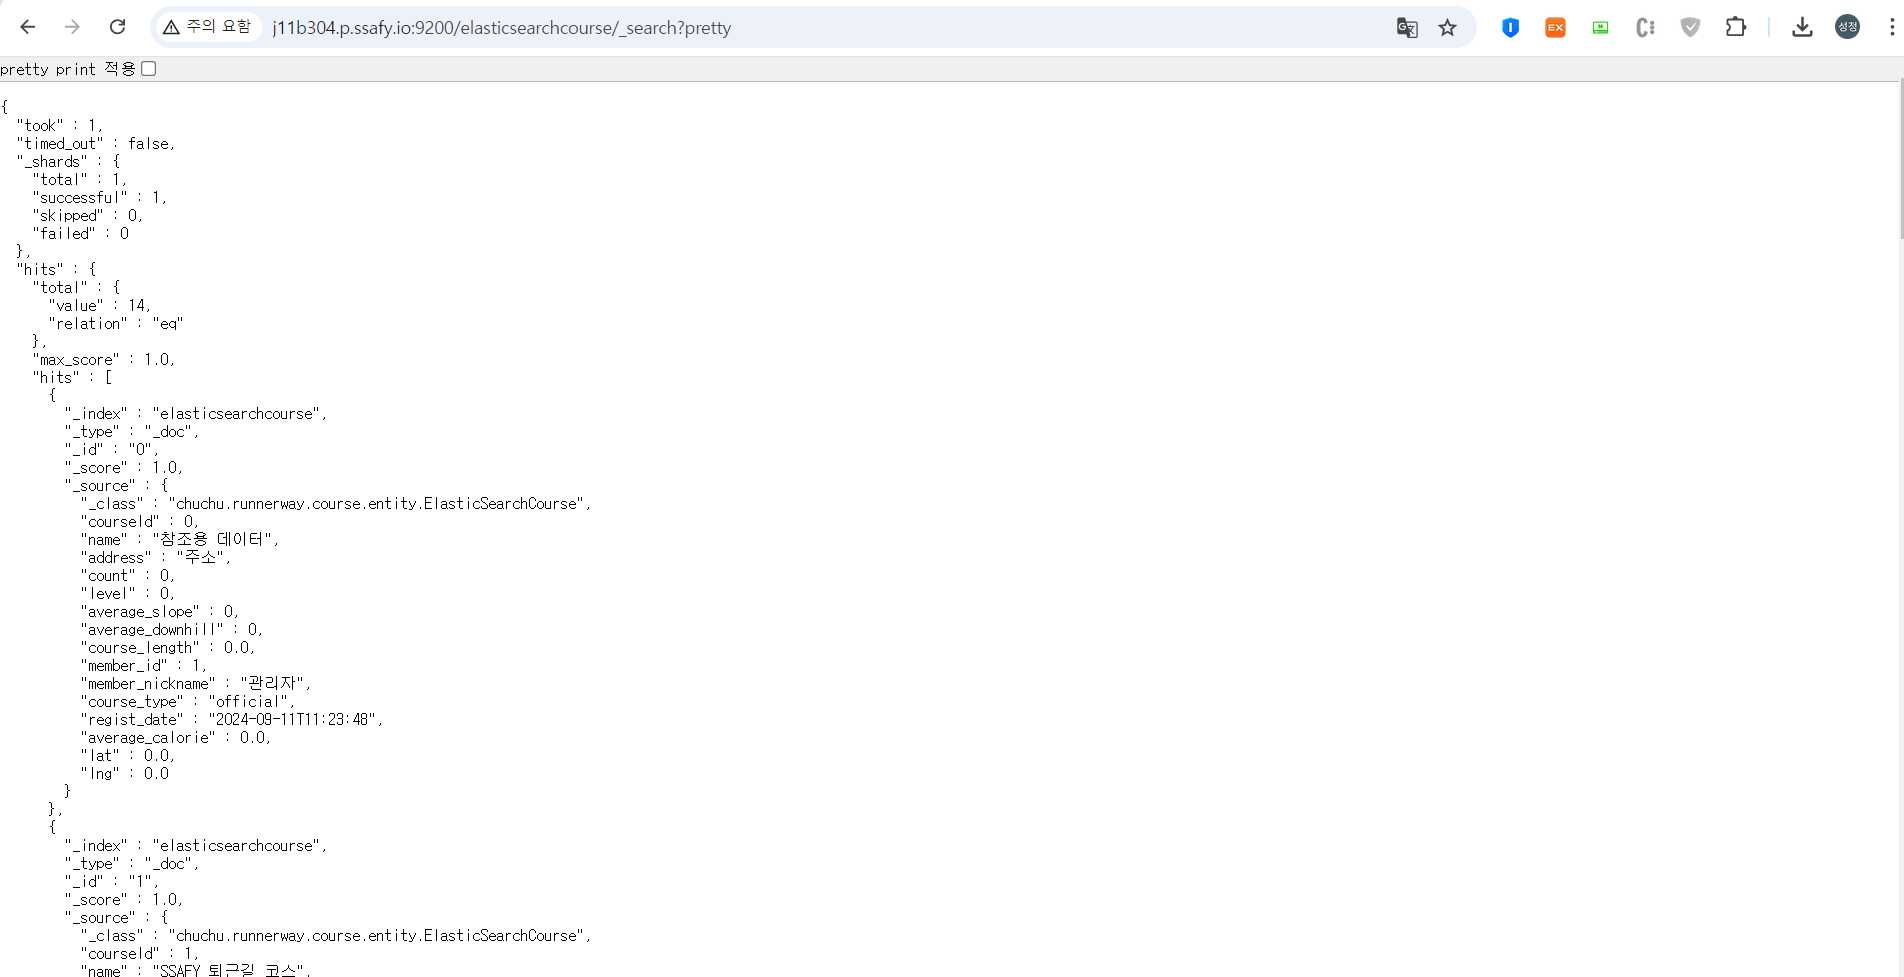 주의 요함 j11b304.p.ssafy.io:9200/elasticsearchcourse/_search?pretty EX 성정
pretty print 적용
{
  "took" : 1,
  "timed_out" : false,
  "_shards" : {
    "total" : 1,
    "successful" : 1,
    "skipped" : 0,
    "failed" : 0
  },
  "hits" : {
    "total" : {
      "value" : 14,
      "relation" : "eq"
    },
    "max_score" : 1.0,
    "hits" : [
      {
        "_index" : "elasticsearchcourse",
        "_type" : "_doc",
        "_id" : "0",
        "_score" : 1.0,
        "_source" : {
          "_class" : "chuchu.runnerway.course.entity.ElasticSearchCourse",
          "courseId" : 0,
          "name" : "참조용 데이터",
          "address" : "주소",
          "count" : 0,
          "level" : 0,
          "average_slope" : 0,
          "average_downhill" : 0,
          "course_length" : 0.0,
          "member_id" : 1,
          "member_nickname" : "관리자",
          "course_type" : "official",
          "regist_date" : "2024-09-11T11:23:48",
          "average_calorie" : 0.0,
          "lat" : 0.0,
          "lng" : 0.0
        }
      },
      {
        "_index" : "elasticsearchcourse",
        "_type" : "_doc",
        "_id" : "1",
        "_score" : 1.0,
        "_source" : {
          "_class" : "chuchu.runnerway.course.entity.ElasticSearchCourse",
          "courseId" : 1,
          "name" : "SSAFY 퇴근길 코스",